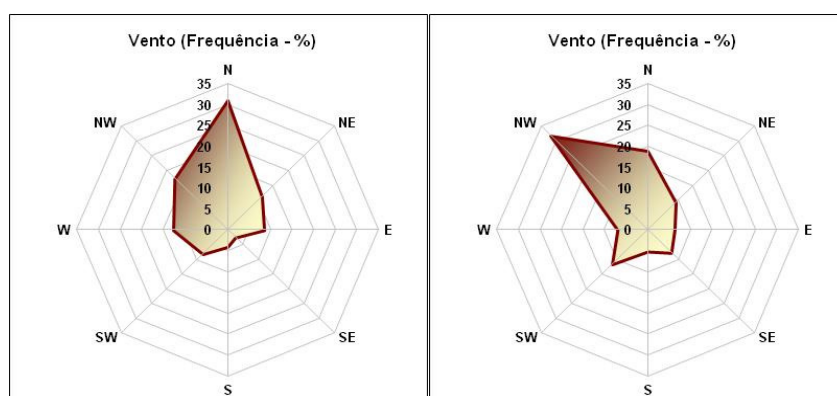 Vento (Frequência - %)
N
35
30
NW
25
NE
20
15
10
5
W
0
E
SW
SE
S
Vento (Frequência - %)
N
35
30
NW
25
NE
20
15
10
5
W
0
E
SW
SE
S